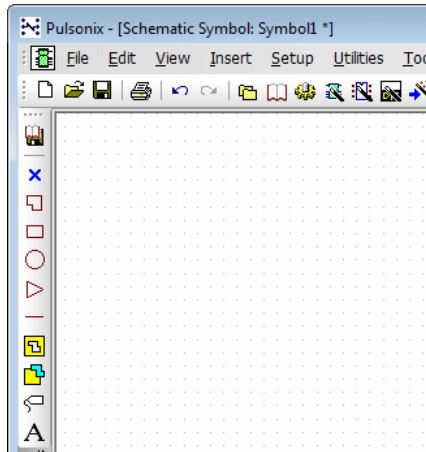 Pulsonix - [Schematic Symbol: Symbol1 *]
File Edit View Insert Setup Utilities
A